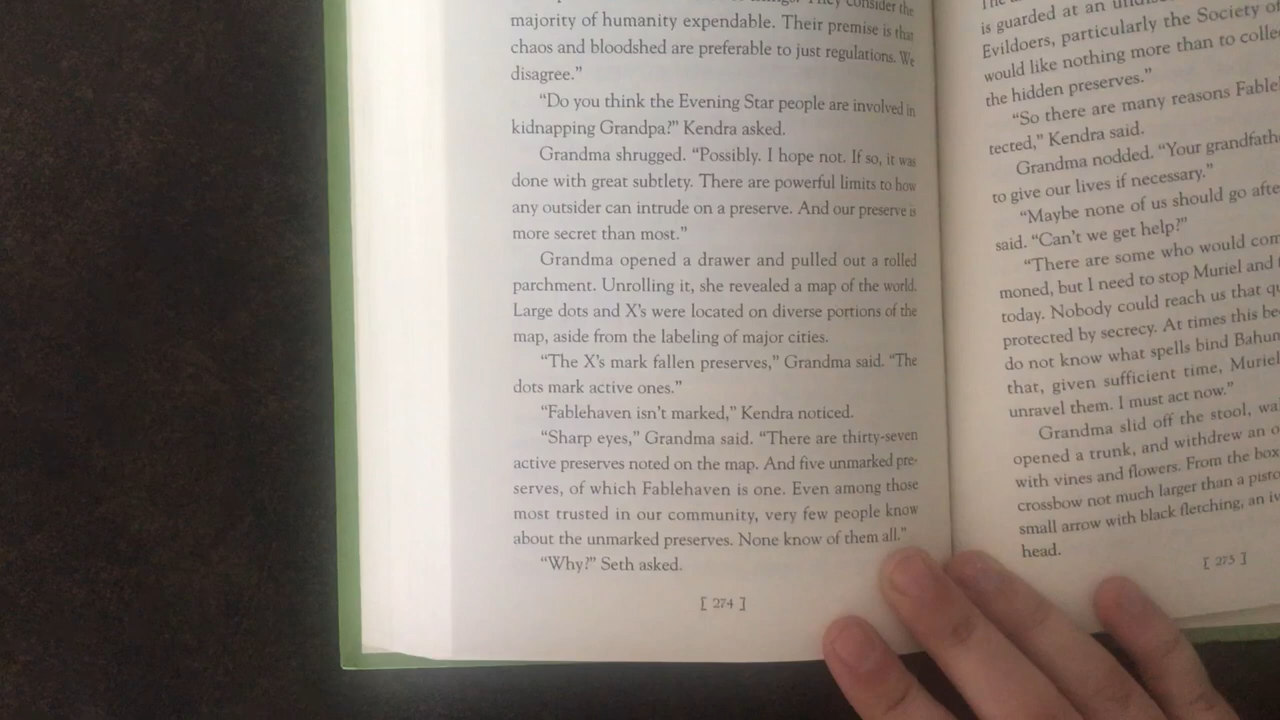 consider the
majority of humanity expendable. Their premise is that
chaos and bloodshed are preferable to just regulations. We
disagree.”
“Do you think the Evening Star people are involved in
kidnapping Grandpa?” Kendra asked.
Grandma shrugged. “Possibly. I hope not. If so, it was
done with great subtlety. There are powerful limits to how
any outsider can intrude on a preserve. And our preserve is
more secret than most.”
Grandma opened a drawer and pulled out a rolled
parchment. Unrolling it, she revealed a map of the world.
Large dots and X’s were located on diverse portions of the
map, aside from the labeling of major cities.
“The X’s mark fallen preserves,” Grandma said. “The
dots mark active ones.”
“Fablehaven isn’t marked,” Kendra noticed.
“Sharp eyes,” Grandma said. “There are thirty-seven
active preserves noted on the map. And five unmarked pre-
serves, of which Fablehaven is one. Even among those
most trusted in our community, very few people know
about the unmarked preserves. None know of them all.”
“Why?” Seth asked.
[ 274 ]
is guarded at an
Evildoers, particularly the Society of
would like nothing more than to
the hidden preserves.”
“So there are many reasons
tected,” Kendra said.
Grandma nodded. “Your
to give our lives if necessary.”
“Maybe none of us should go
said. “Can’t we get help?”
“There are some who would
moned, but I need to stop Muriel and
today. Nobody could reach us that
protected by secrecy. At times this
do not know what spells bind
that, given sufficient time, Muriel
unravel them. I must act now.”
Grandma slid off the stool,
opened a trunk, and withdrew an
with vines and flowers. From the box
crossbow not much larger than a
small arrow with black fletching, an
head.
[ 275 ]